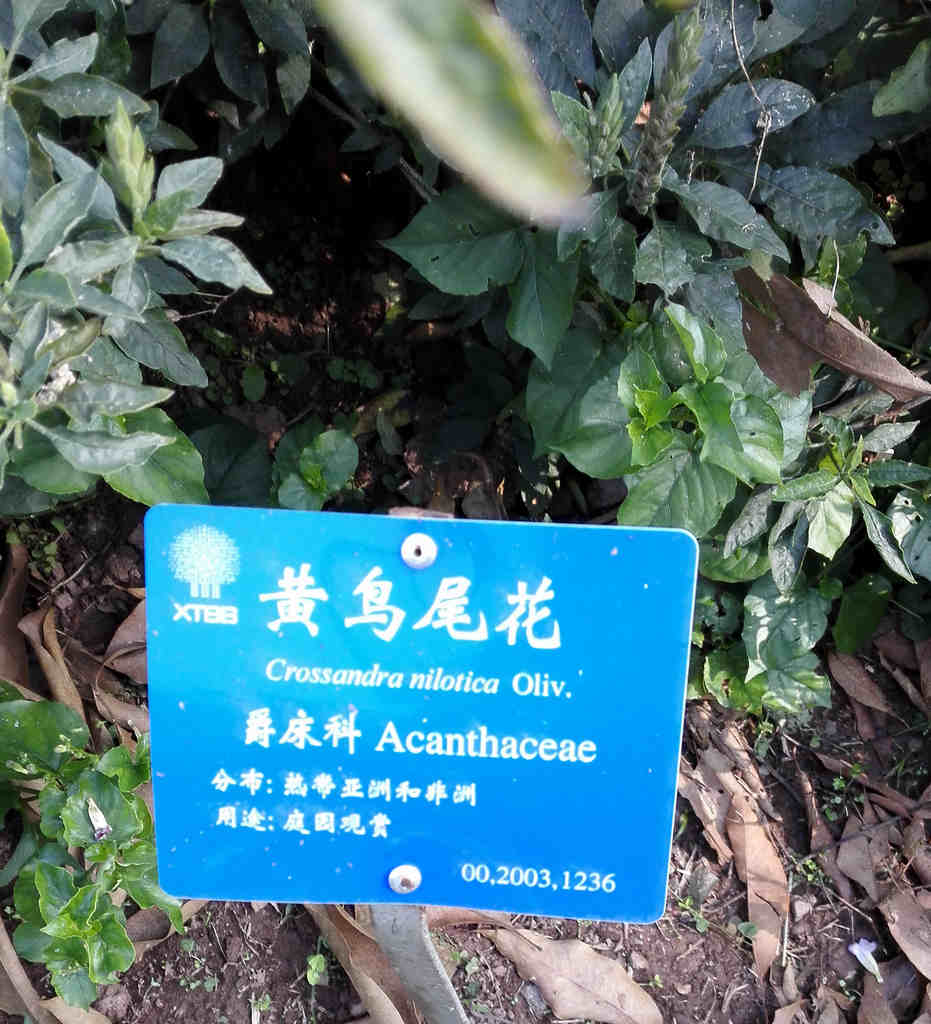 XTBG
黄鸟尾花
Crossandra nilotica Oliv.
爵床科 Acanthaceae
分布: 热带亚洲和非洲
用途: 庭园观赏
00,2003,1236